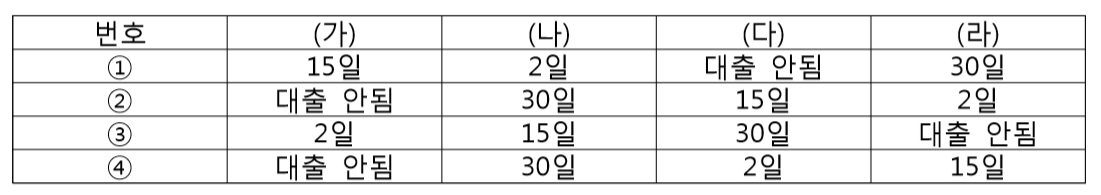 번호 (가) (나) (다) (라)
① 15일 2일 대출 안됨 30일
② 대출 안됨 30일 15일 2일
③ 2일 15일 30일 대출 안됨
④ 대출 안됨 30일 2일 15일